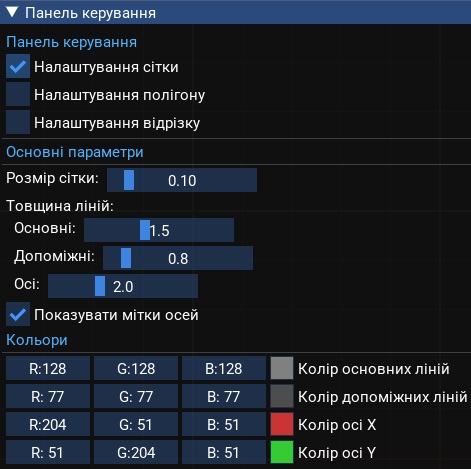 Панель керування
Панель керування
Налаштування сітки
Налаштування полігону
Налаштування відрізку
Основні параметри
Розмір сітки: 0.10
Товщина ліній:
Основні: 1.5
Допоміжні: 0.8
Осі: 2.0
Показувати мітки осей
Кольори
R:128 G:128 B:128 Колір основних ліній
R: 77 G: 77 B: 77 Колір допоміжних ліній
R:204 G: 51 B: 51 Колір осі X
R: 51 G:204 B: 51 Колір осі Y